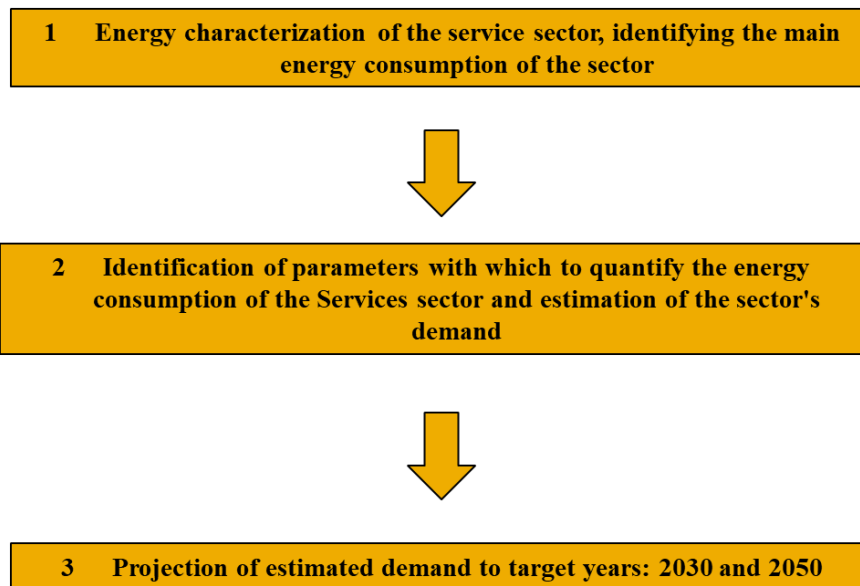 1 Energy characterization of the service sector, identifying the main
energy consumption of the sector
2 Identification of parameters with which to quantify the energy
consumption of the Services sector and estimation of the sector's
demand
3 Projection of estimated demand to target years: 2030 and 2050